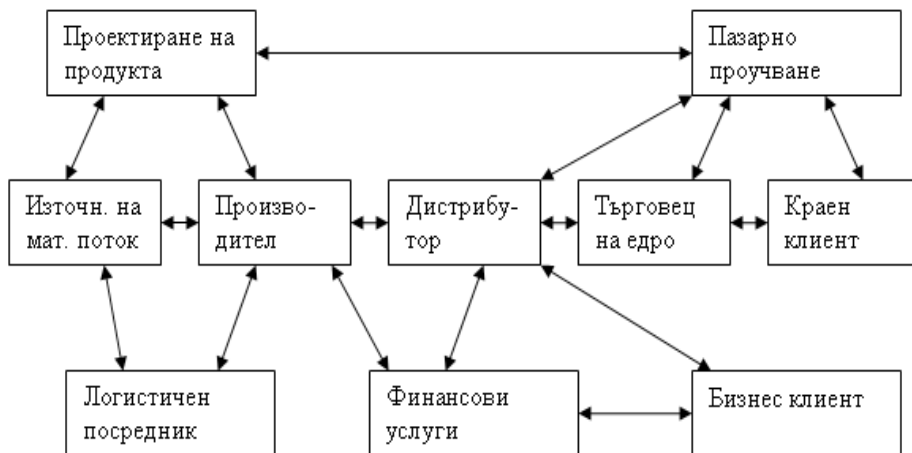 Проектиране на
продукта
Пазарно
проучване
Източн. на
мат. поток
Произво-
дител
Дистрибу-
тор
Търговец
на едро
Краен
клиент
Логистичен
посредник
Финансови
услуги
Бизнес клиент